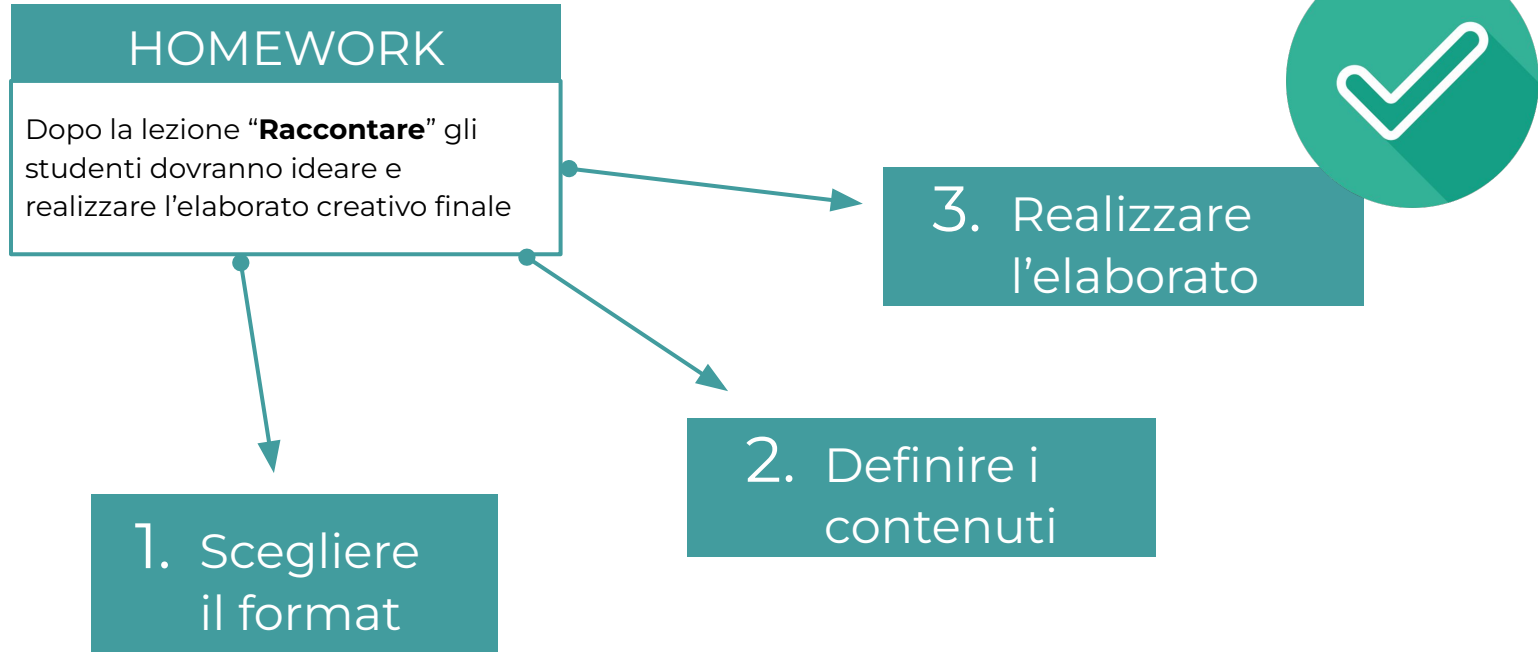 HOMEWORK
Dopo la lezione “Raccontare” gli
studenti dovranno ideare e
realizzare l’elaborato creativo finale
3. Realizzare
l’elaborato
2. Definire i
contenuti
1. Scegliere
il format